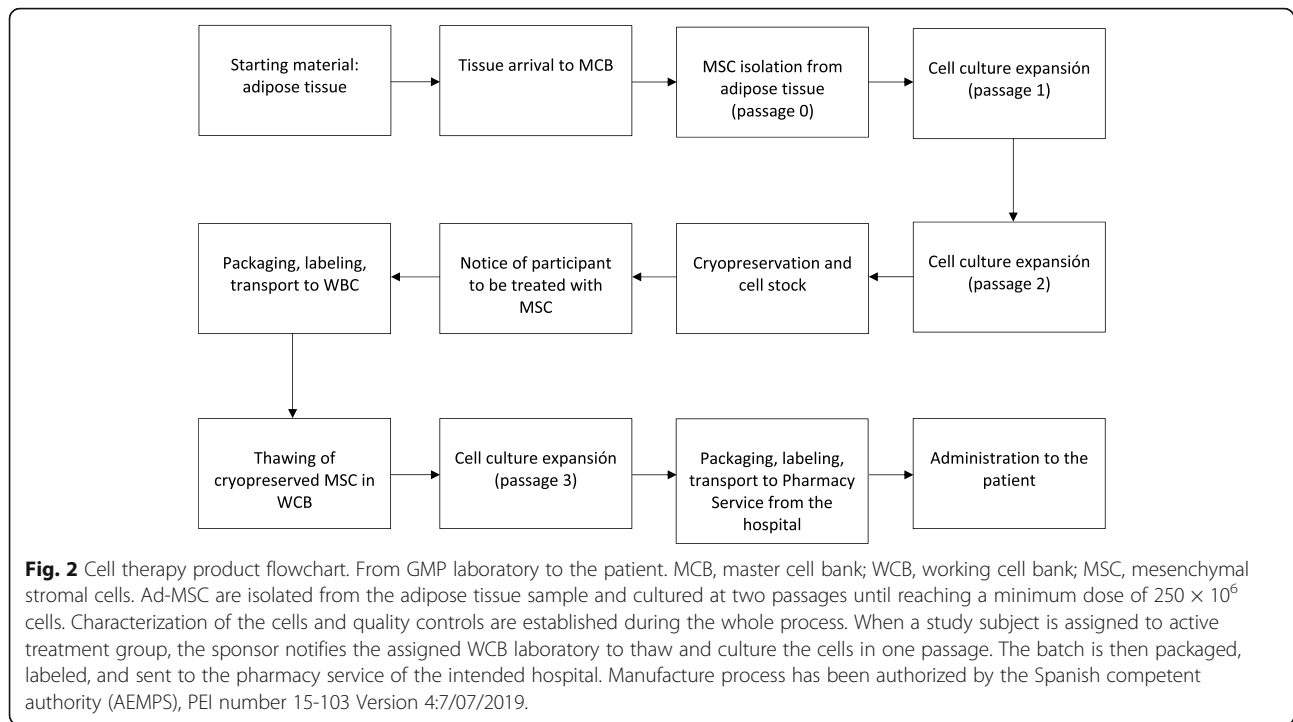 Starting material:
adipose tissue
Tissue arrival to MCB
MSC isolation from
adipose tissue
(passage 0)
Cell culture expansión
(passage 1)
Packaging, labeling,
transport to WBC
Notice of participant
to be treated with
MSC
Cryopreservation and
cell stock
Cell culture expansión
(passage 2)
Thawing of
cryopreserved MSC in
WCB
Cell culture expansión
(passage 3)
Packaging, labeling,
transport to Pharmacy
Service from the
hospital
Administration to the
patient
Fig. 2 Cell therapy product flowchart. From GMP laboratory to the patient. MCB, master cell bank; WCB, working cell bank; MSC, mesenchymal
stromal cells. Ad-MSC are isolated from the adipose tissue sample and cultured at two passages until reaching a minimum dose of 250 × 10⁶
cells. Characterization of the cells and quality controls are established during the whole process. When a study subject is assigned to active
treatment group, the sponsor notifies the assigned WCB laboratory to thaw and culture the cells in one passage. The batch is then packaged,
labeled, and sent to the pharmacy service of the intended hospital. Manufacture process has been authorized by the Spanish competent
authority (AEMPS), PEI number 15-103 Version 4:7/07/2019.